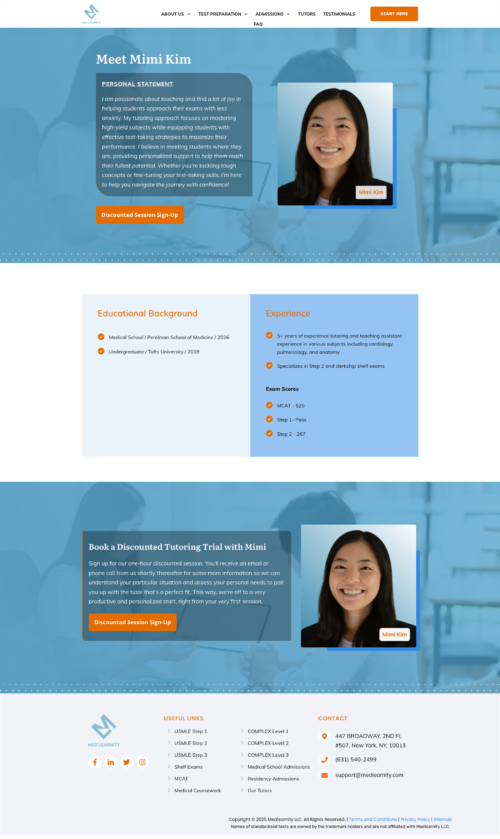 ABOUT US
TEST PREPARATION
ADMISSIONS
TUTORS
TESTIMONIALS
FAQ
START HERE
MED LEARNITY
Meet Mimi Kim
PERSONAL STATEMENT
I am passionate about teaching and find a lot of joy in
helping students approach their exams with less
anxiety. My tutoring approach focuses on mastering
high-yield subjects while equipping students with
effective test-taking strategies to maximize their
performance. I believe in meeting students where they
are, providing personalized support to help them reach
their fullest potential. Whether you're tackling tough
concepts or fine-tuning your test-taking skills, I'm here
to help you navigate the journey with confidence!
Mimi Kim
Discounted Session Sign-Up
Educational Background
Medical School / Perelman School of Medicine / 2026
Undergraduate / Tufts University / 2019
Experience
5+ years of experience tutoring and teaching assistant
experience in various subjects including cardiology,
pulmonology, and anatomy
Specializes in Step 2 and clerkship shelf exams
Exam Scores
MCAT - 525
Step 1- Pass
Step 2 - 267
Book a Discounted Tutoring Trial with Mimi
Sign up for our one-hour discounted session. You'll receive an email or
phone call from us shortly thereafter for some more information so we can
understand your particular situation and assess your personal needs to pair
you up with the tutor that's a perfect fit. This way, we're off to a very
productive and personalized start, right from your very first session.
Discounted Session Sign-Up
Mimi Kim
MED LEARNITY
USEFUL LINKS
USMLE Step 1
USMLE Step 2
USMLE Step 3
Shelf Exams
MCAT
Medical Coursework
COMPLEX Level 1
COMPLEX Level 2
COMPLEX Level 3
Medical School Admissions
Residency Admissions
Our Tutors
CONTACT
447 BROADWAY, 2ND FL
#507, New York, NY, 10013
(631) 540-2499
support@medlearnity.com
Copyright © 2025 Medlearnity LLC. All Rights Reserved. | Terms and Conditions | Privacy Policy | Sitemap
Names of standardized tests are owned by the trademark holders and are not affiliated with Medlearnity LLC.